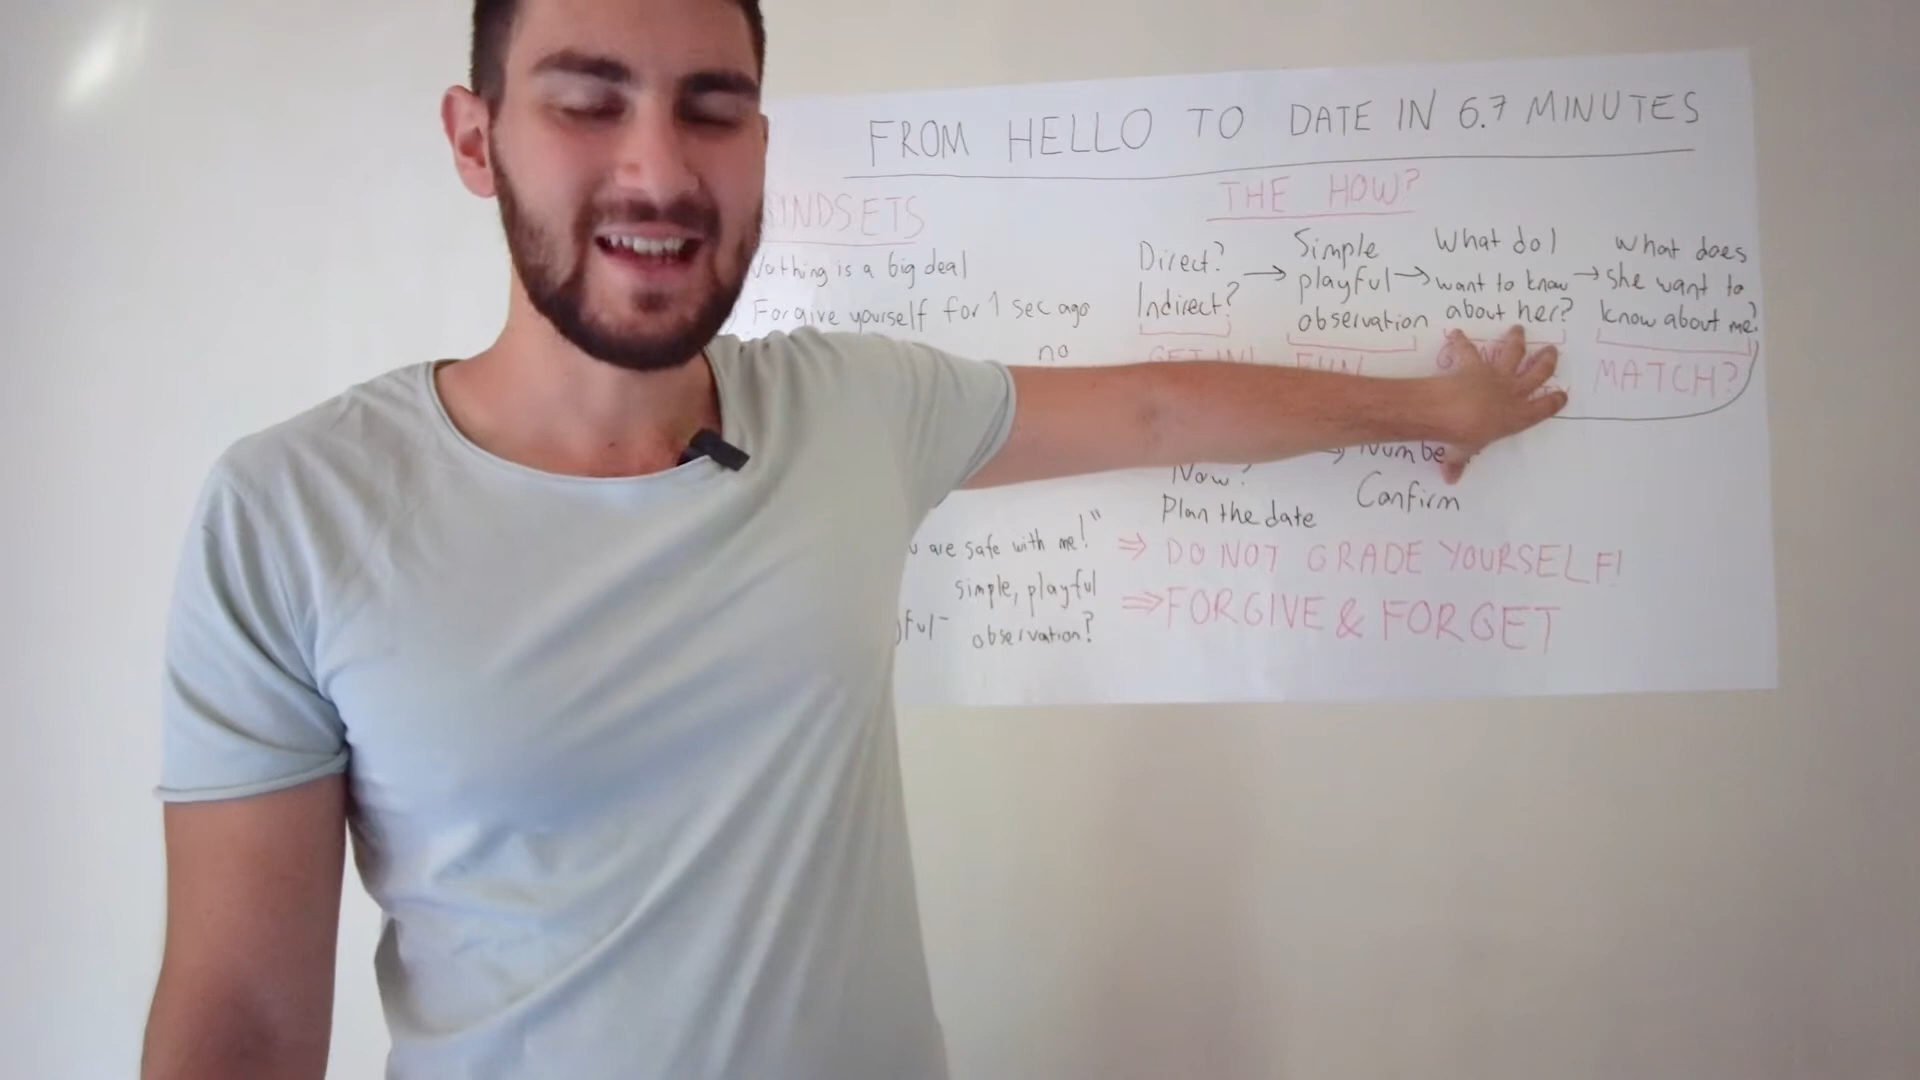 FROM HELLO TO DATE IN 6.7 MINUTES
Nothing is a big deal
Forgive yourself for 1 sec ago
no
are safe with me!"
simple, playful
observation?
THE HOW?
Direct?
Indirect?
→ Simple
playful
observation
→ What do I
want to know
about her?
→ What does
she want to
know about me?
MATCH?
Now?
Plan the date
→
Confirm
⇒ DO NOT GRADE YOURSELF!
⇒ FORGIVE & FORGET